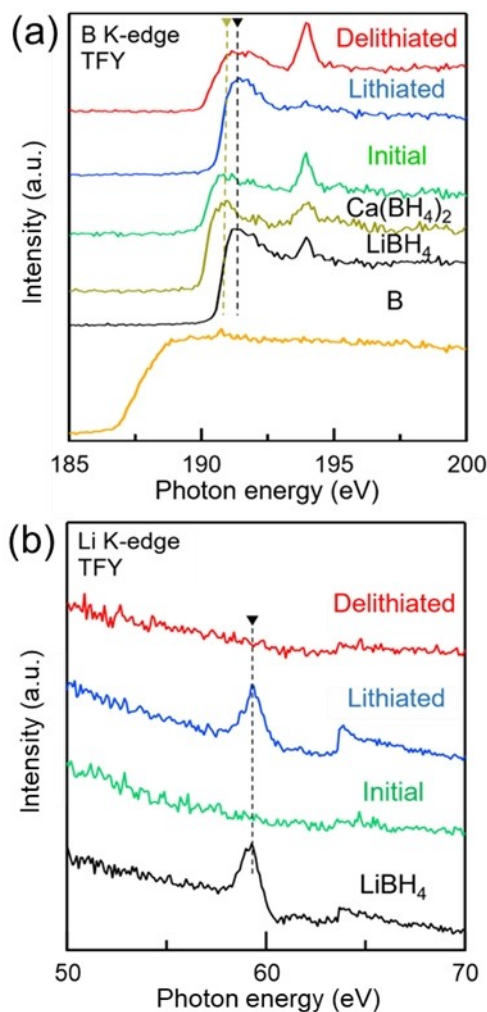 (a)
B K-edge
TFY
Delithiated
Lithiated
Initial
Ca(BH4)2
LiBH4
B
Intensity (a.u.)
185 190 195 200
Photon energy (eV)
(b)
Li K-edge
TFY
Delithiated
Lithiated
Initial
LiBH4
Intensity (a.u.)
50 60 70
Photon energy (eV)